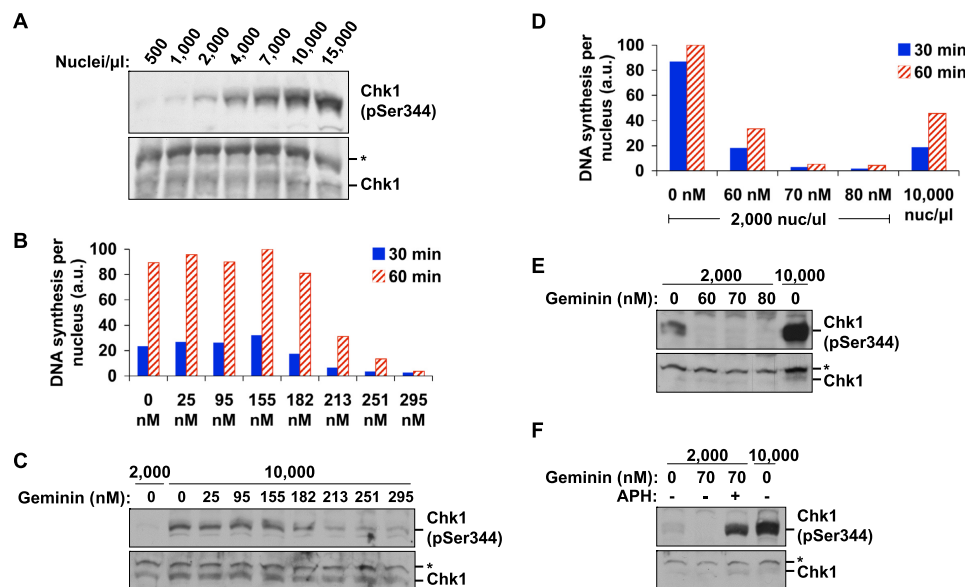 A
Nuclei/µl:
500
1,000
2,000
4,000
7,000
10,000
15,000
Chk1
(pSer344)
*
Chk1
B
DNA synthesis per
nucleus (a.u.)
100
80
60
40
20
0
30 min
60 min
0 25 95 155 182 213 251 295
nM nM nM nM nM nM nM nM
C
2,000 10,000
Geminin (nM): 0 0 25 95 155 182 213 251 295
Chk1
(pSer344)
*
Chk1
D
DNA synthesis per
nucleus (a.u.)
100
80
60
40
20
0
30 min
60 min
0 nM 60 nM 70 nM 80 nM 10,000
2,000 nuc/ul nuc/µl
E
2,000 10,000
Geminin (nM): 0 60 70 80 0
Chk1
(pSer344)
*
Chk1
F
2,000 10,000
Geminin (nM): 0 70 70 0
APH: - - + -
Chk1
(pSer344)
*
Chk1